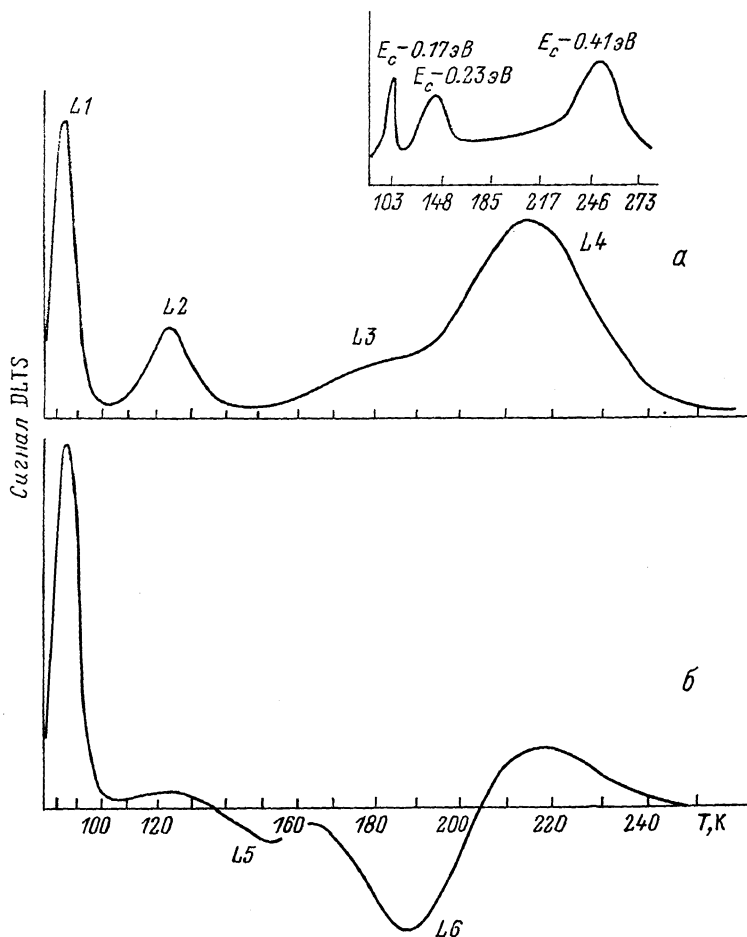 E_c−0.17эВ
E_c−0.23эВ
E_c−0.41эВ
103 148 185 217 246 273
L1
L2
L3
L4
а
Сигнал DLTS
б
L5
L6
100 120 160 180 200 220 240 T,К